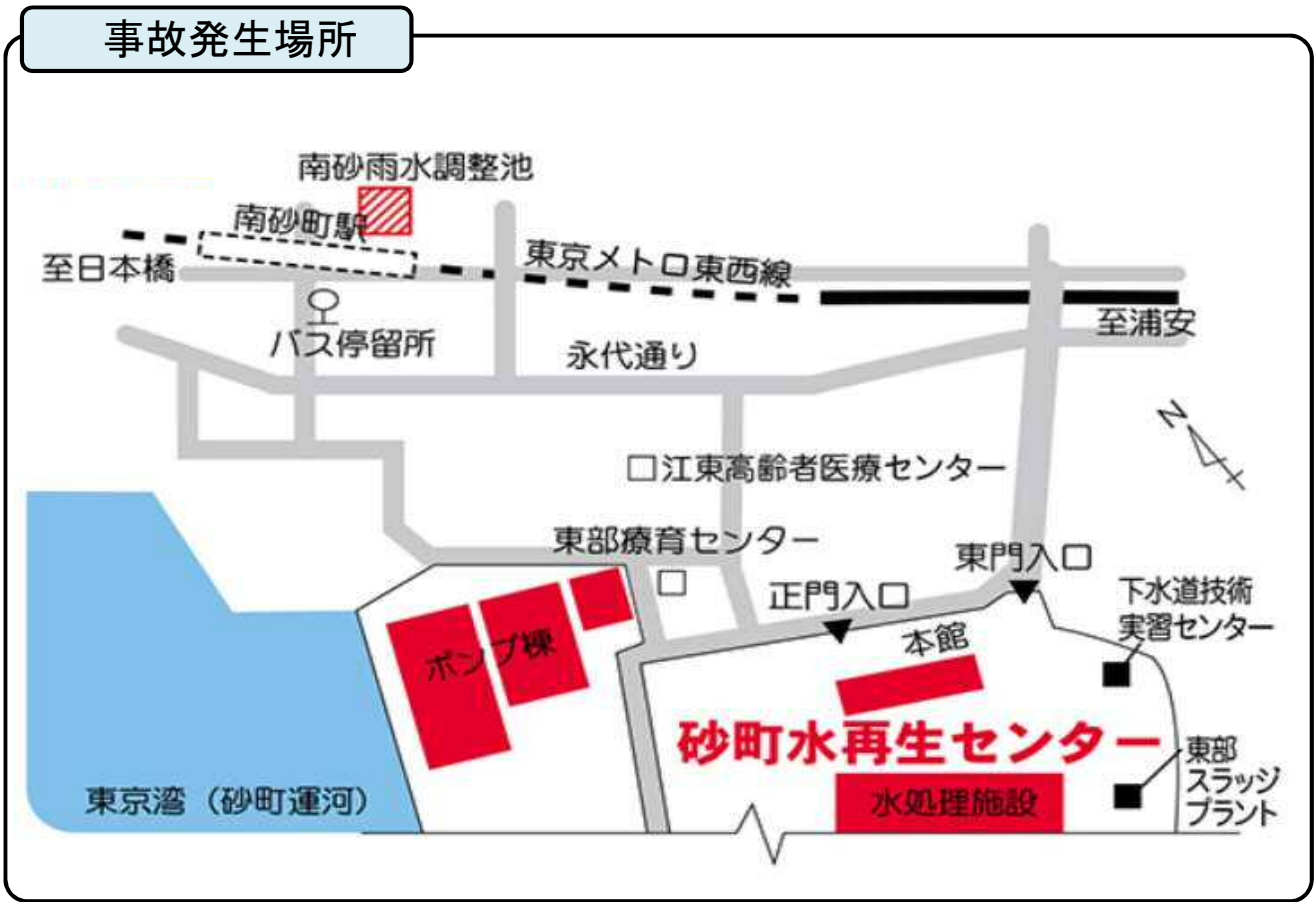 事故発生場所
南砂雨水調整池
南砂町駅
至日本橋
東京メトロ東西線
至浦安
バス停留所
永代通り
N
江東高齢者医療センター
東部療育センター
東門入口
正門入口
下水道技術
実習センター
本館
ポンプ棟
砂町水再生センター
東部
スラッジ
プラント
東京湾（砂町運河）
水処理施設